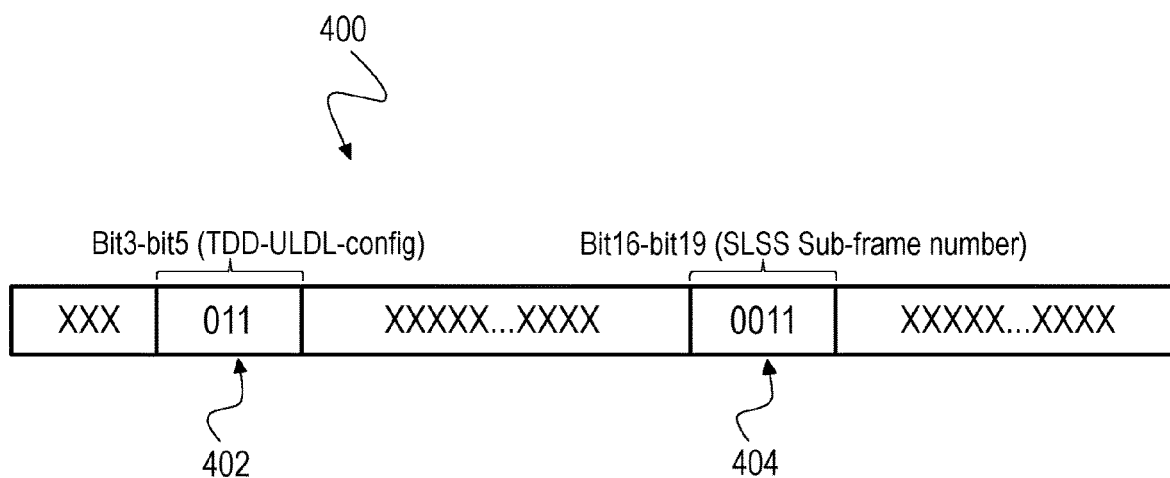 400
Bit3-bit5 (TDD-ULDL-config) Bit16-bit19 (SLSS Sub-frame number)
XXX 011 XXXXX...XXXX 0011 XXXXX...XXXX
402 404